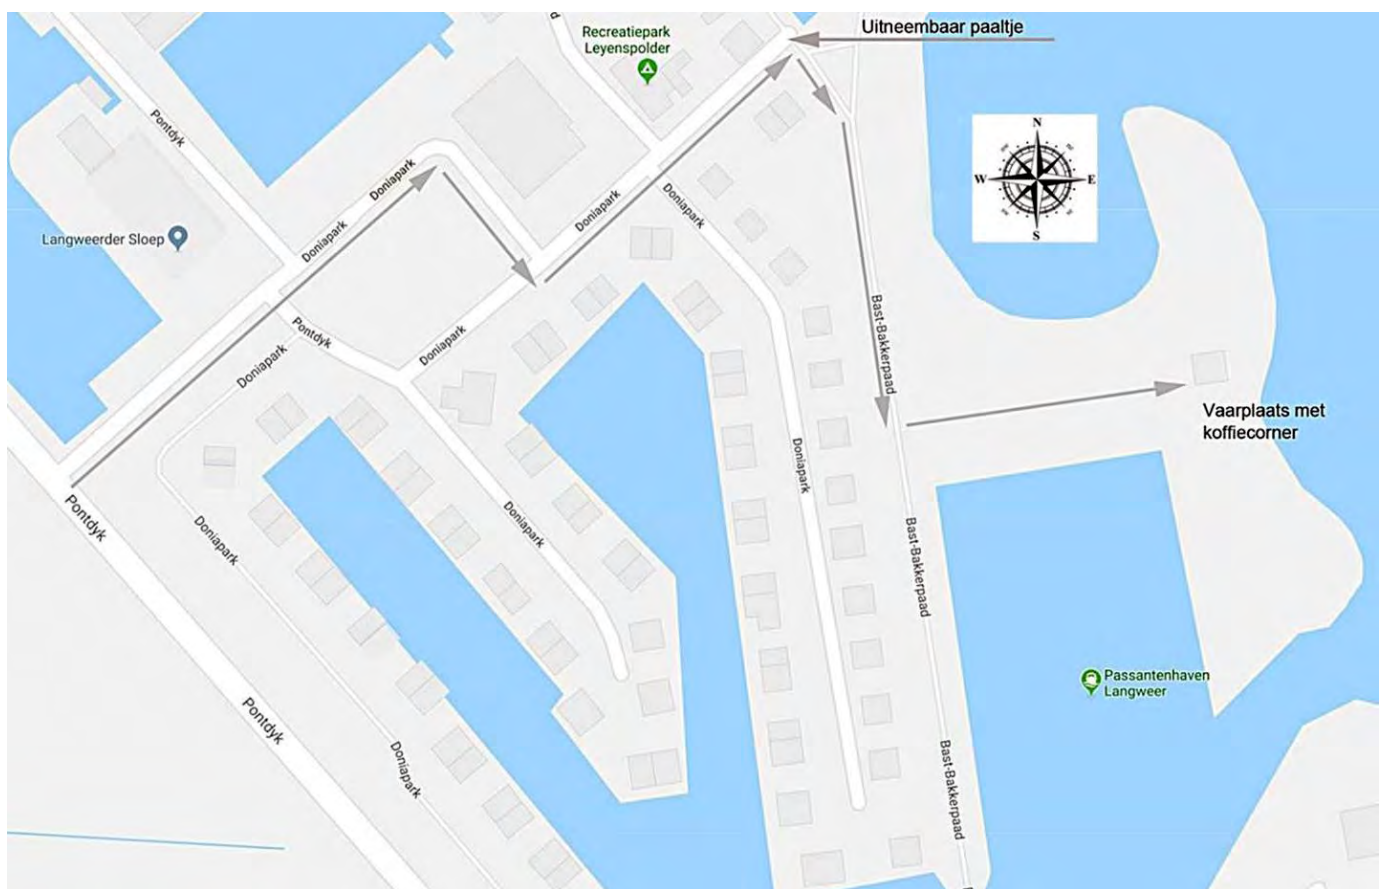 Uitneembaar paaltje
Recreatiepark
Leyenspolder
Pontdyk
N
W
E
S
Doniapark
Doniapark
Doniapark
Langweerder Sloep
Doniapark
Pontdyk
Doniapark
Doniapark
Bast-Bakkerpaad
Vaarplaats met
koffiecorner
Doniapark
Pontdyk
Doniapark
Doniapark
Bast-Bakkerpaad
Passantenhaven
Langweer
Pontdyk
Doniapark
Bast-Bakkerpaad